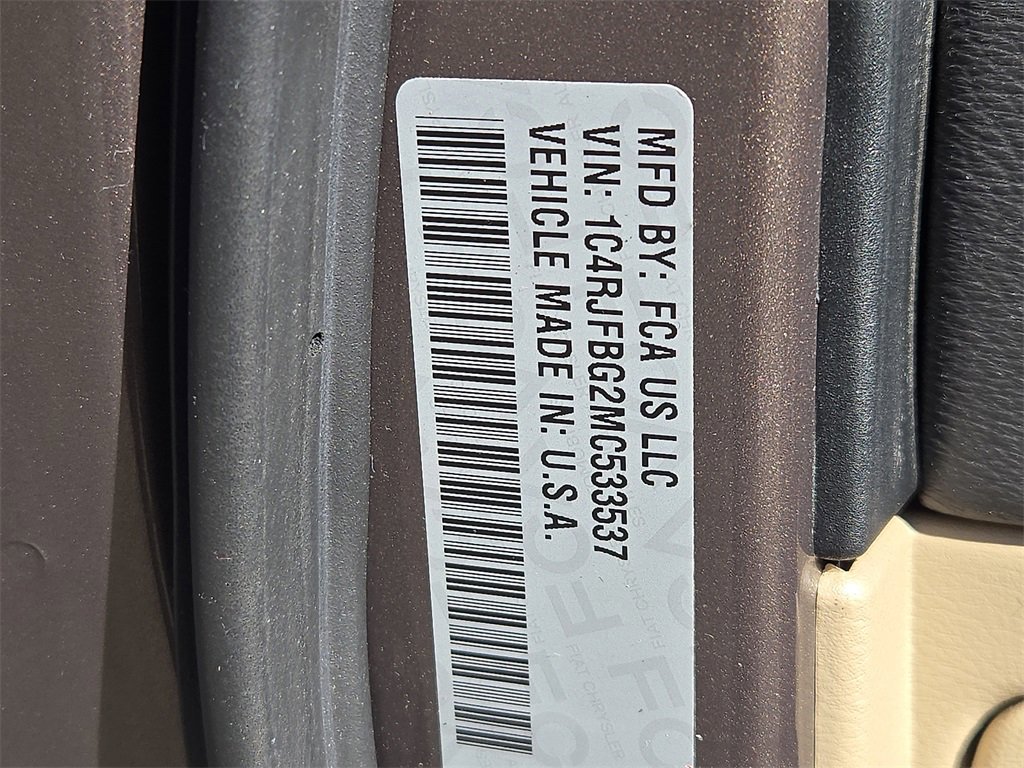 MFD BY: FCA US LLC
VIN: 1C4RJFBG2MC533537
VEHICLE MADE IN: U.S.A.